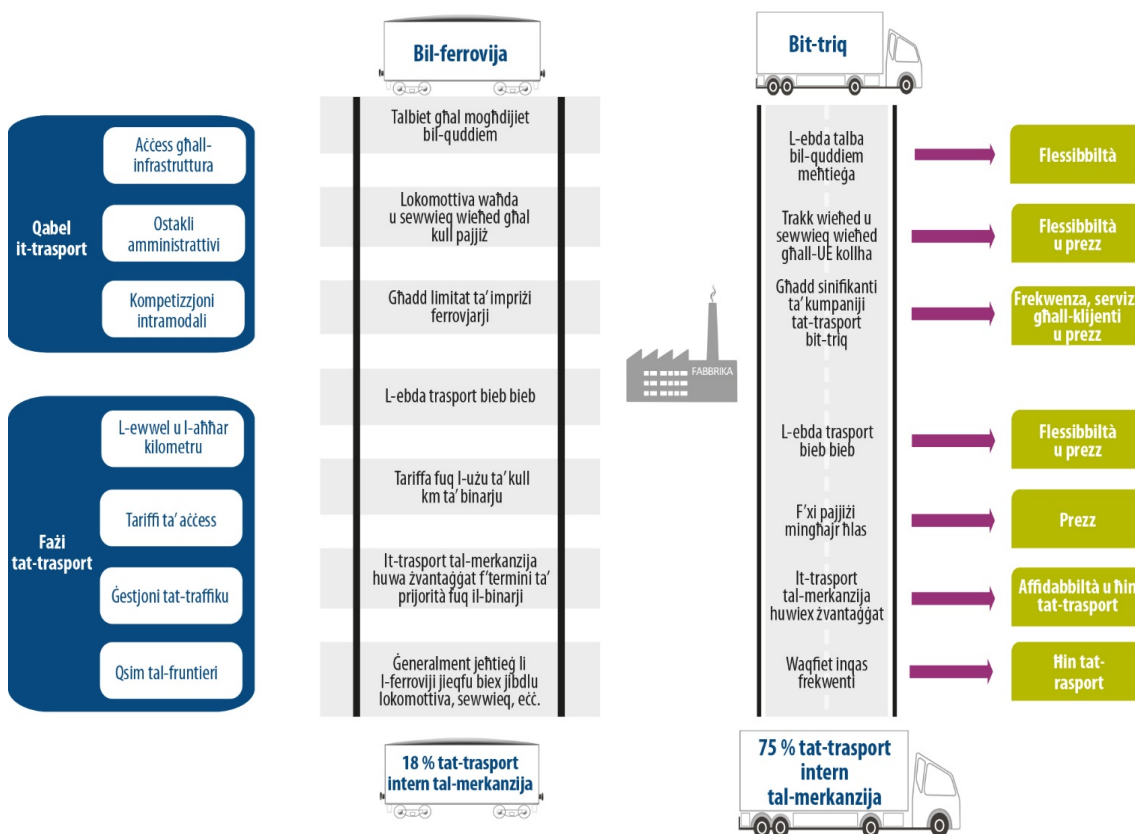 Bil-ferrovija
Bit-triq
Qabel
it-trasport
Aċċess għall-
infrastruttura
Ostakli
amministrattivi
Kompetizzjoni
intramodali
Fażi
tat-trasport
L-ewwel u l-aħħar
kilometru
Tariffi ta’ aċċess
Ġestjoni tat-traffiku
Qsim tal-fruntieri
Talbiet għal mogħdijiet
bil-quddiem
Lokomottiva waħda
u sewwieq wieħed għal
kull pajjiż
Għadd limitat ta’ impriżi
ferrovjarji
L-ebda trasport bieb bieb
Tariffa fuq l-użu ta’ kull
km ta’ binarju
It-trasport tal-merkanzija
huwa żvantaġġat f’termini ta’
prijorità fuq il-binarji
Ġeneralment jeħtieġ li
l-ferroviji jieqfu biex jibdlu
lokomottiva, sewwieq, eċċ.
FABBRIKA
L-ebda talba
bil-quddiem
meħtieġa
Trakk wieħed u
sewwieq wieħed
għall-UE kollha
Għadd sinifikanti
ta’ kumpaniji
tat-trasport
bit-triq
L-ebda trasport
bieb bieb
F’xi pajjiżi
mingħajr ħlas
It-trasport
tal-merkanzija
huwiex żvantaġġat
Waqfiet inqas
frekwenti
Flessibbiltà
Flessibbiltà
u prezz
Frekwenza, servizz
għall-klijenti
u prezz
Flessibbiltà
u prezz
Prezz
Affidabbiltà u ħin
tat-trasport
Ħin tat-
rasport
18 % tat-trasport
intern tal-merkanzija
75 % tat-trasport
intern
tal-merkanzija